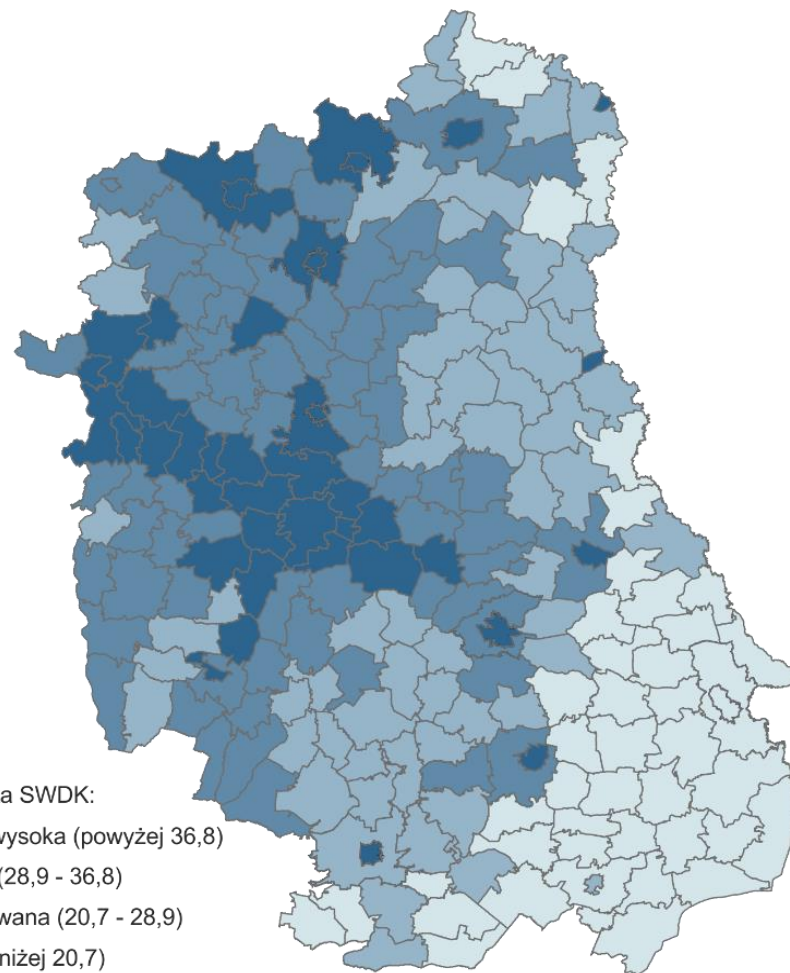 a SWDK:
wysoka (powyżej 36,8)
(28,9 - 36,8)
wana (20,7 - 28,9)
niżej 20,7)